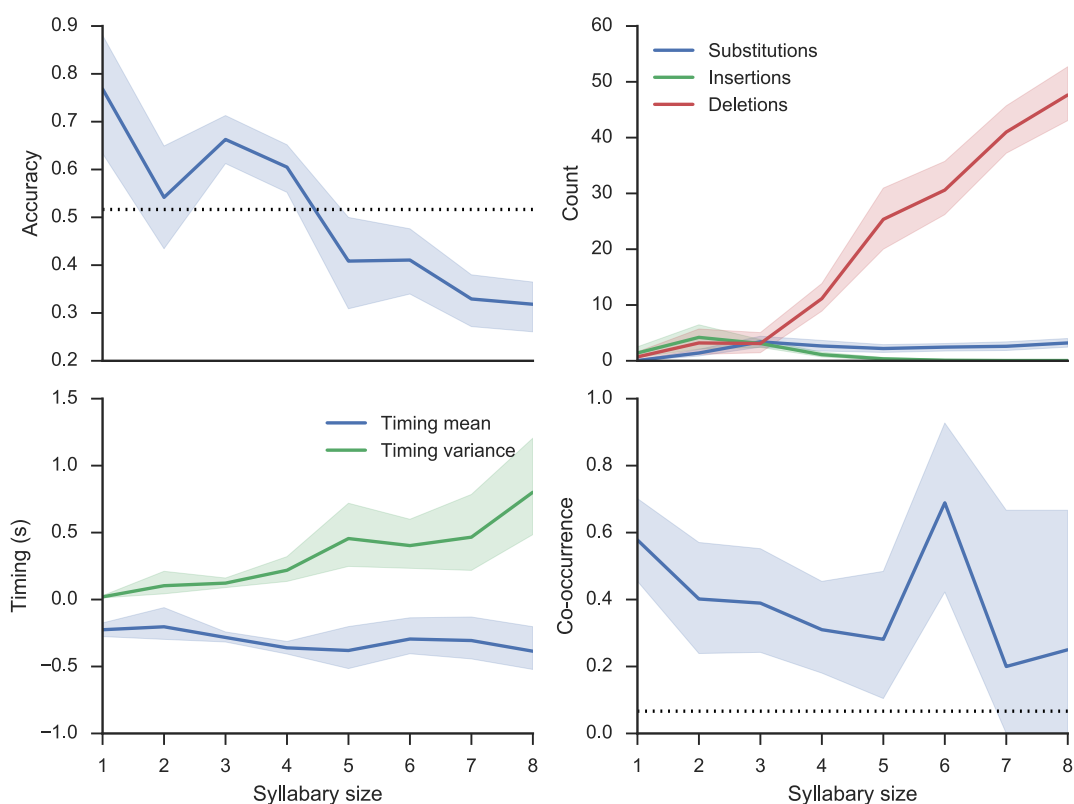 0.9
0.8
0.7
0.6
0.5
0.4
0.3
0.2
Accuracy
60
50
40
30
20
10
0
Count
Substitutions
Insertions
Deletions
1.5
1.0
0.5
0.0
−0.5
−1.0
Timing (s)
Timing mean
Timing variance
1 2 3 4 5 6 7 8
Syllabary size
1.0
0.8
0.6
0.4
0.2
0.0
Co-occurrence
1 2 3 4 5 6 7 8
Syllabary size